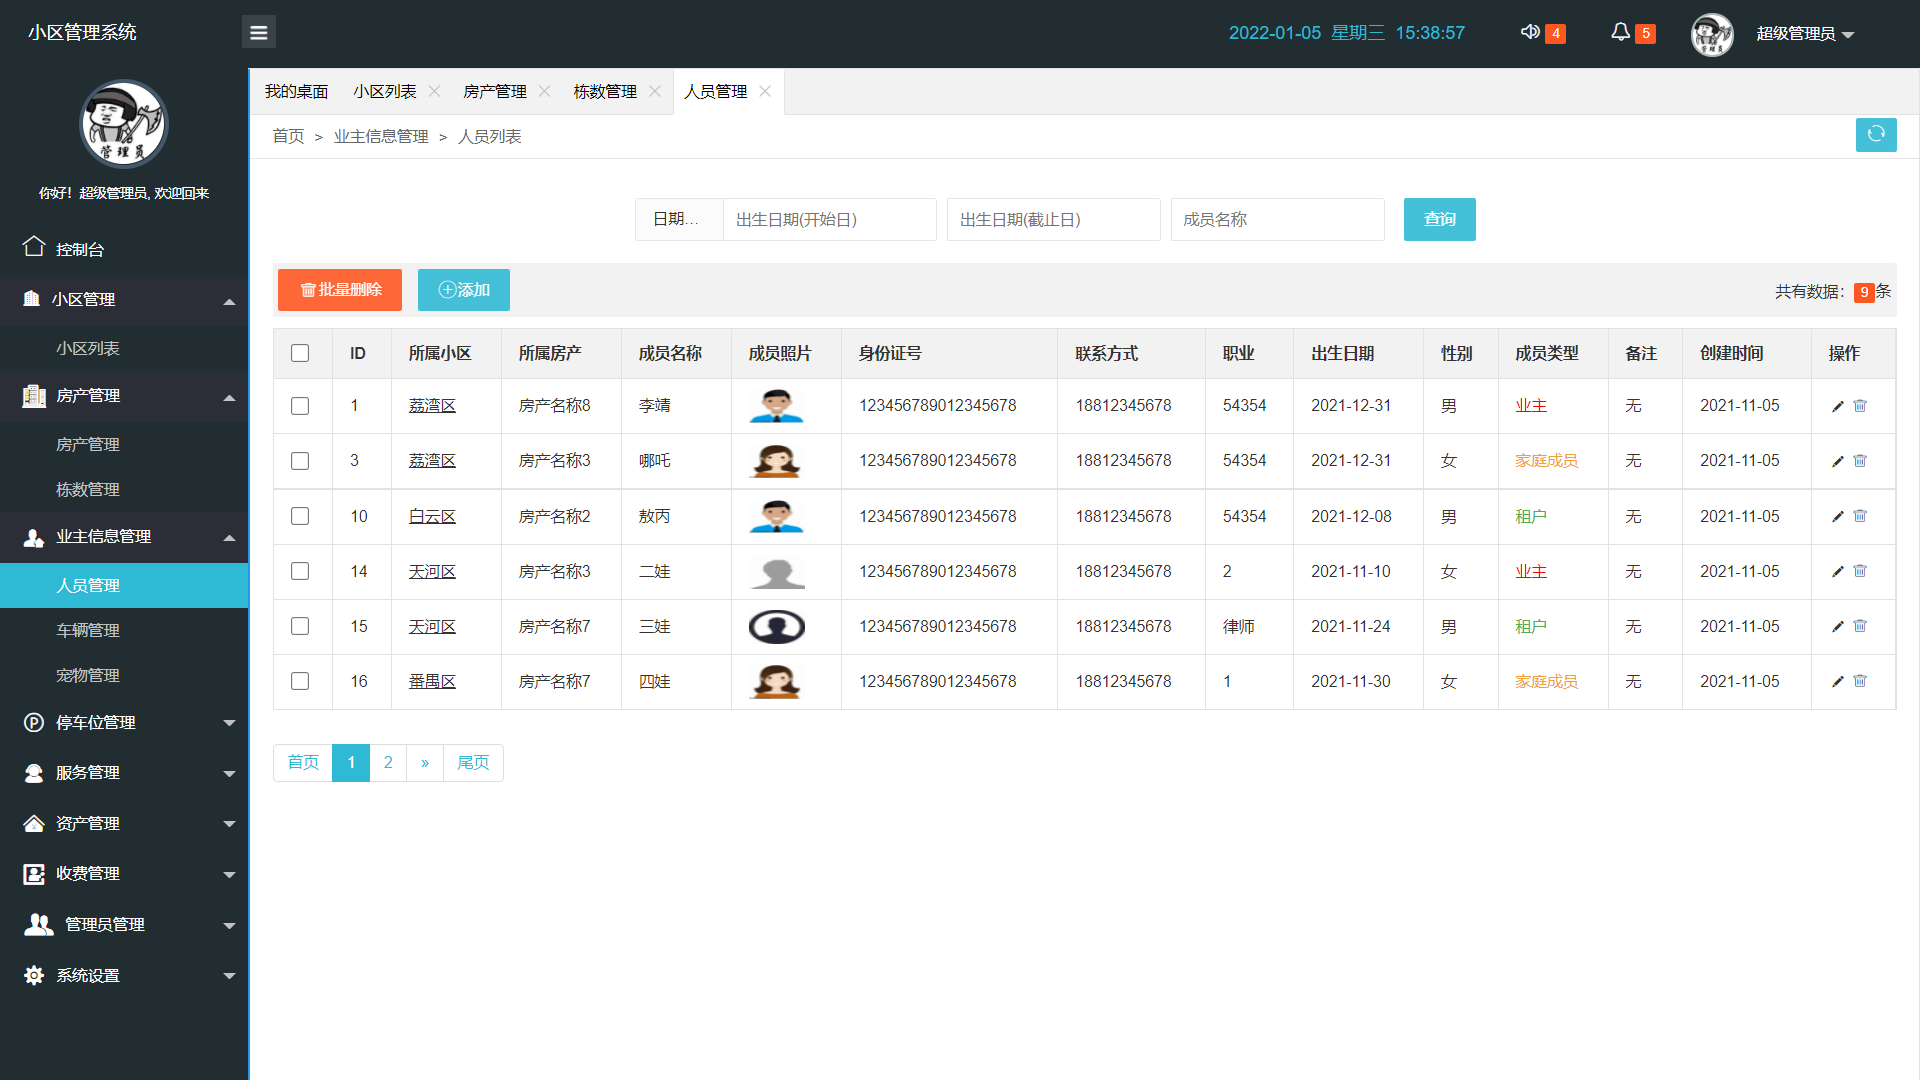 小区管理系统
2022-01-05 星期三 15:38:57
4
5
超级管理员
管理员
你好！超级管理员, 欢迎回来
控制台
小区管理
小区列表
房产管理
房产管理
栋数管理
业主信息管理
人员管理
车辆管理
宠物管理
停车位管理
服务管理
资产管理
收费管理
管理员管理
系统设置
我的桌面 小区列表 房产管理 栋数管理 人员管理
首页 > 业主信息管理 > 人员列表
日期... 出生日期(开始日) 出生日期(截止日) 成员名称 查询
批量删除 添加 共有数据：9条
ID 所属小区 所属房产 成员名称 成员照片 身份证号 联系方式 职业 出生日期 性别 成员类型 备注 创建时间 操作
1 荔湾区 房产名称8 李靖 123456789012345678 18812345678 54354 2021-12-31 男 业主 无 2021-11-05
3 荔湾区 房产名称3 哪吒 123456789012345678 18812345678 54354 2021-12-31 女 家庭成员 无 2021-11-05
10 白云区 房产名称2 敖丙 123456789012345678 18812345678 54354 2021-12-08 男 租户 无 2021-11-05
14 天河区 房产名称3 二娃 123456789012345678 18812345678 2 2021-11-10 女 业主 无 2021-11-05
15 天河区 房产名称7 三娃 123456789012345678 18812345678 律师 2021-11-24 男 租户 无 2021-11-05
16 番禺区 房产名称7 四娃 123456789012345678 18812345678 1 2021-11-30 女 家庭成员 无 2021-11-05
首页 1 2 » 尾页